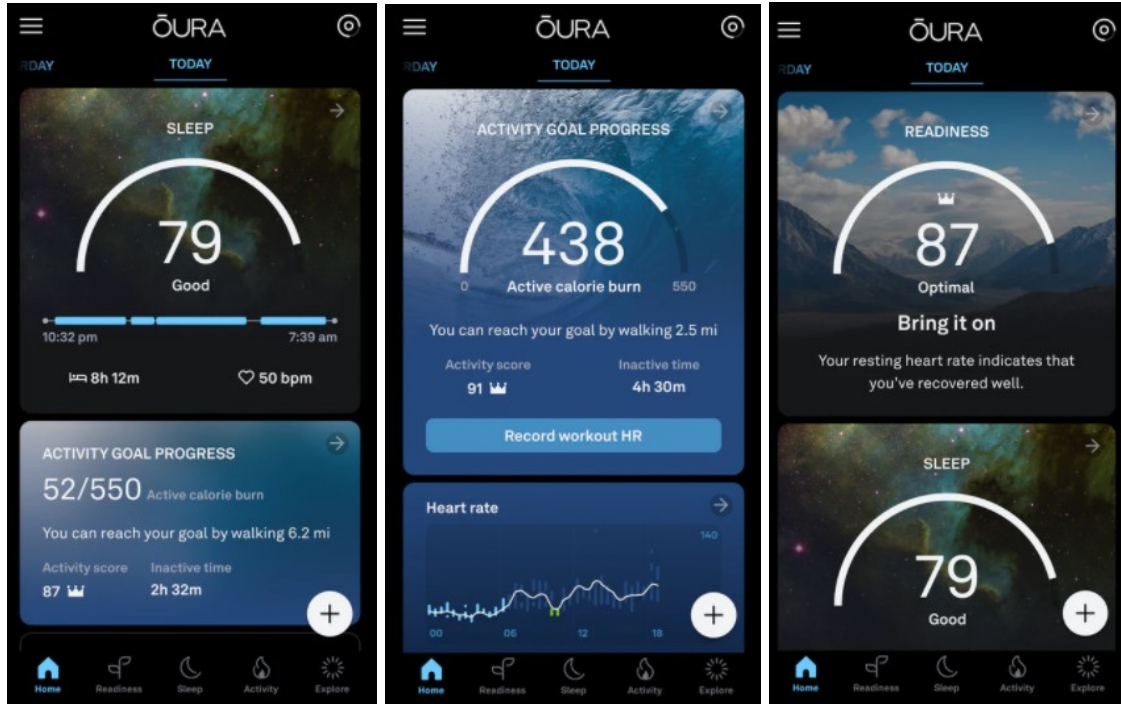 ŌURA
RDAY TODAY
SLEEP
79
Good
10:32 pm 7:39 am
8h 12m 50 bpm
ACTIVITY GOAL PROGRESS
52/550 Active calorie burn
You can reach your goal by walking 6.2 mi
Activity score Inactive time
87 2h 32m
+
Home Readiness Sleep Activity Explore
ŌURA
RDAY TODAY
ACTIVITY GOAL PROGRESS
438
0 Active calorie burn 550
You can reach your goal by walking 2.5 mi
Activity score Inactive time
91 4h 30m
Record workout HR
Heart rate
140
00 06 12 18
+
Home Readiness Sleep Activity Explore
ŌURA
RDAY TODAY
READINESS
87
Optimal
Bring it on
Your resting heart rate indicates that
you've recovered well.
SLEEP
79
Good
+
Home Readiness Sleep Activity Explore